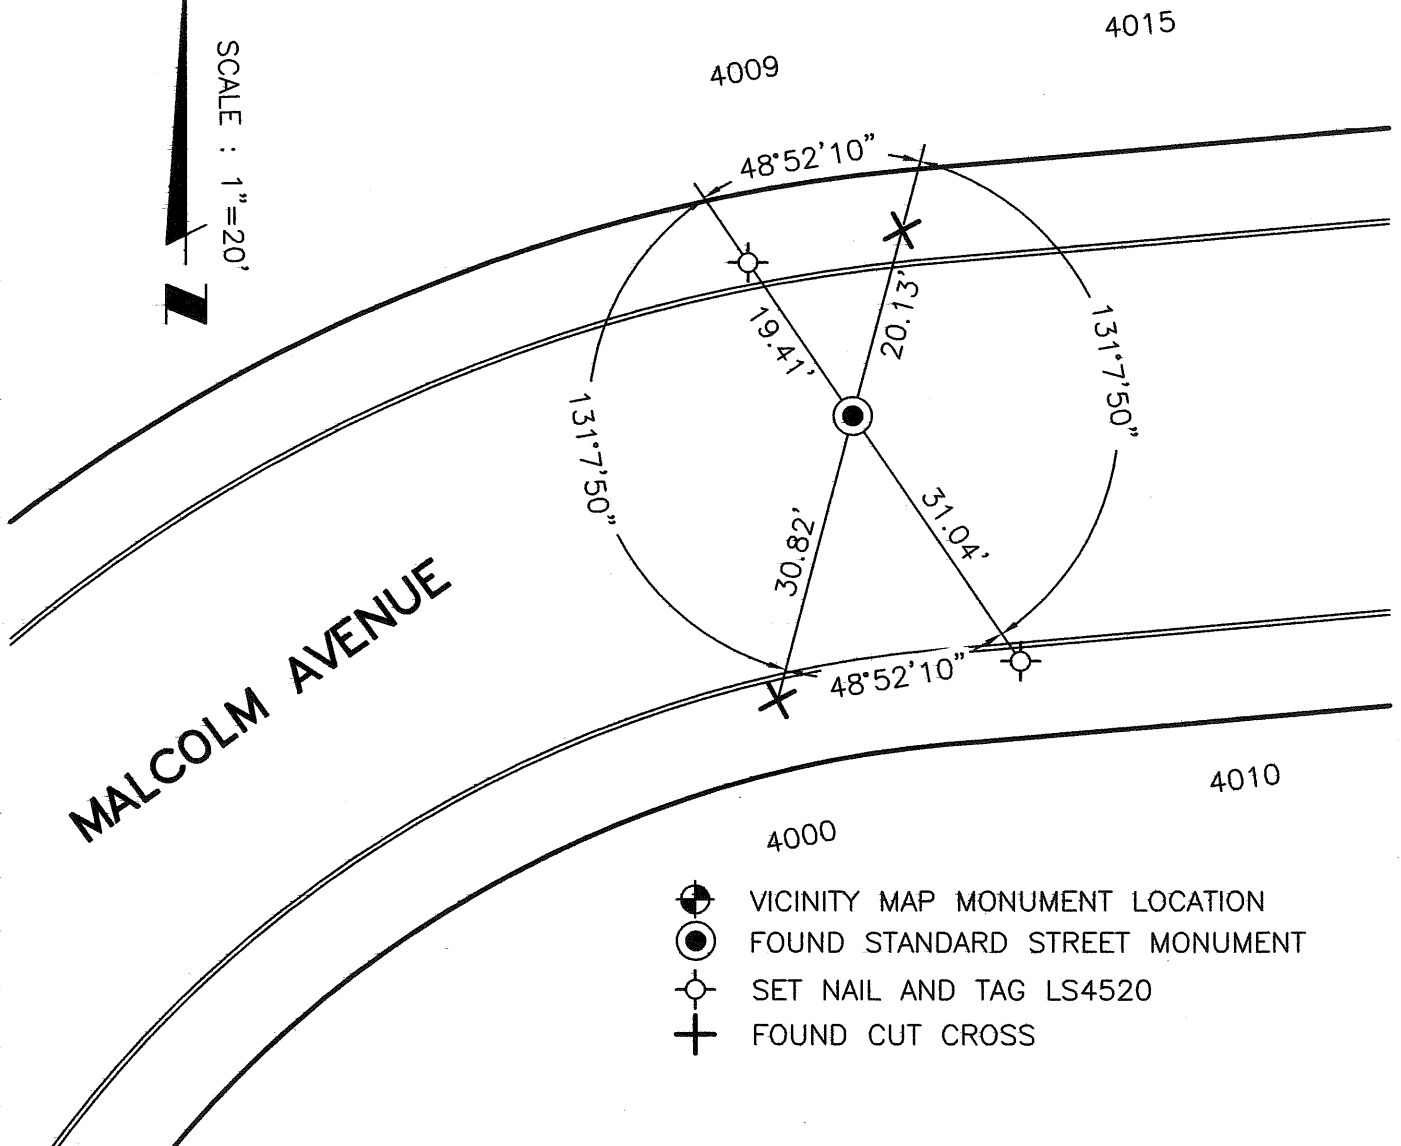 4015
4009
SCALE : 1"=20'
48°52'10"
20.13'
19.41'
131°7'50"
131°7'50"
31.04'
30.82'
48°52'10"
MALCOLM AVENUE
4010
4000
VICINITY MAP MONUMENT LOCATION
FOUND STANDARD STREET MONUMENT
SET NAIL AND TAG LS4520
FOUND CUT CROSS